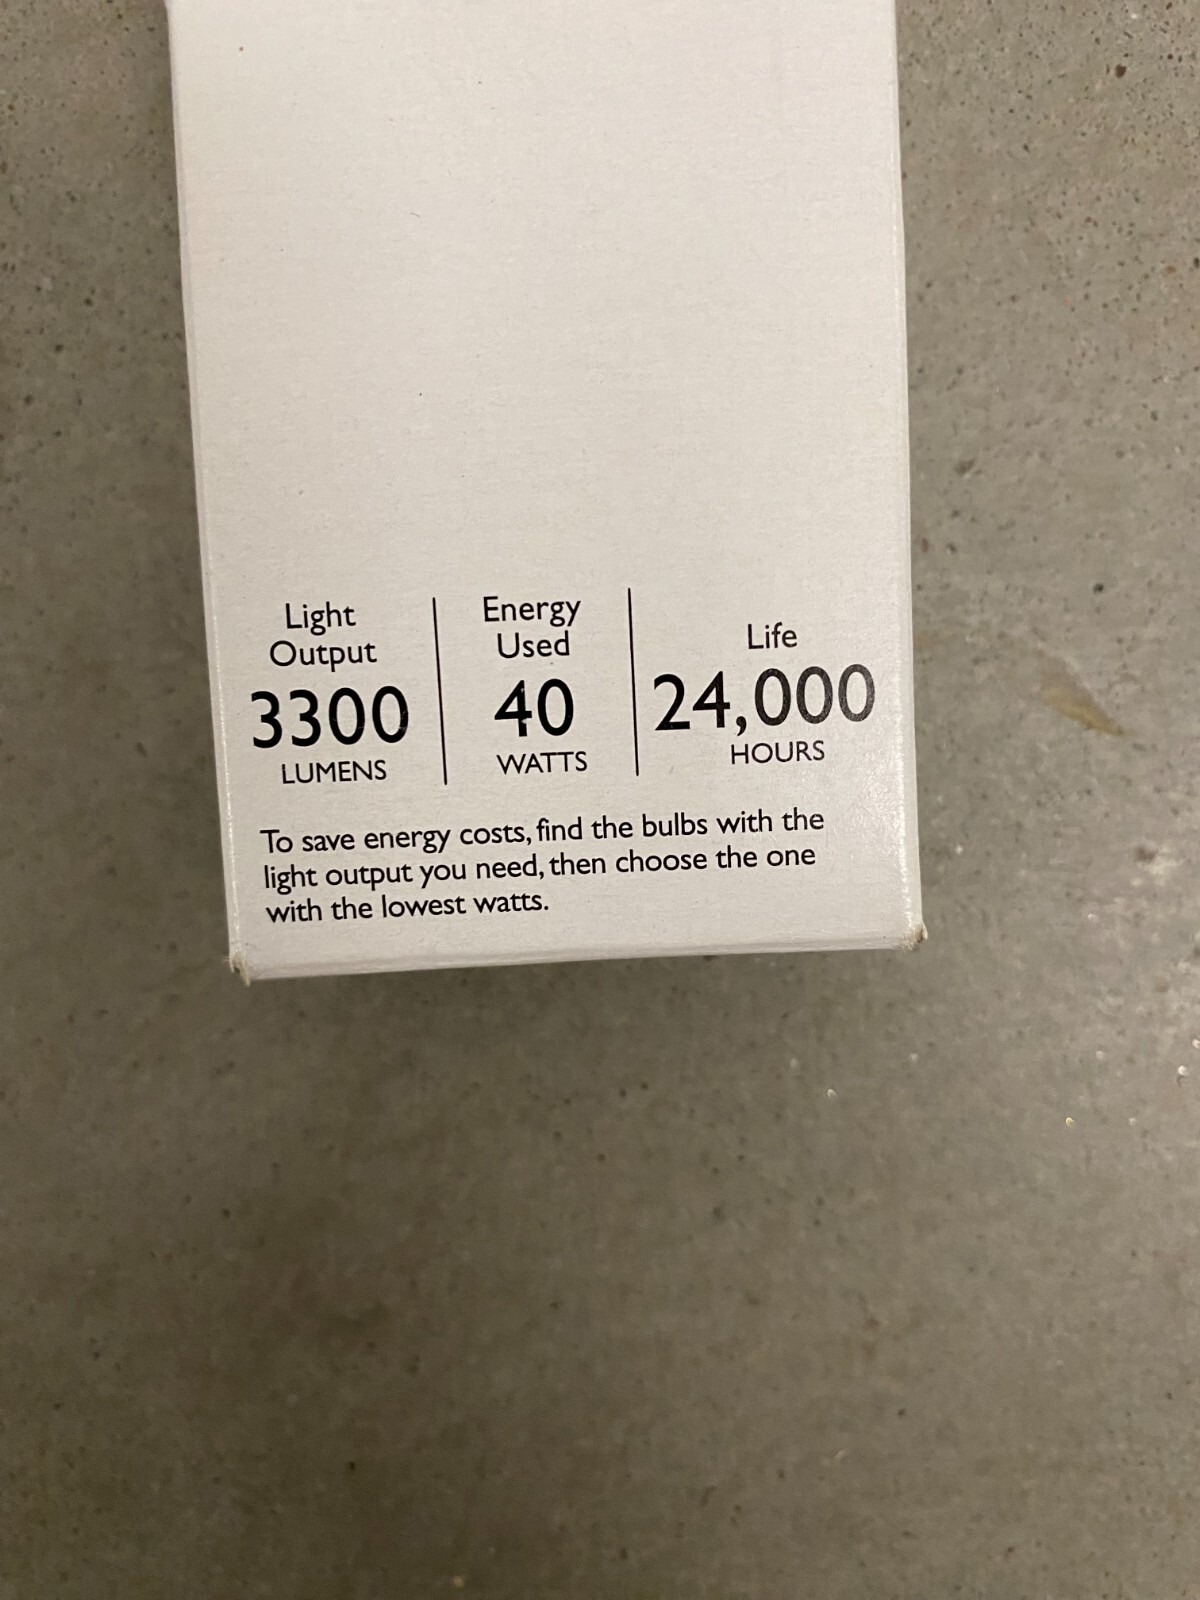 Light
Output
3300
LUMENS
Energy
Used
40
WATTS
Life
24,000
HOURS
To save energy costs, find the bulbs with the
light output you need, then choose the one
with the lowest watts.